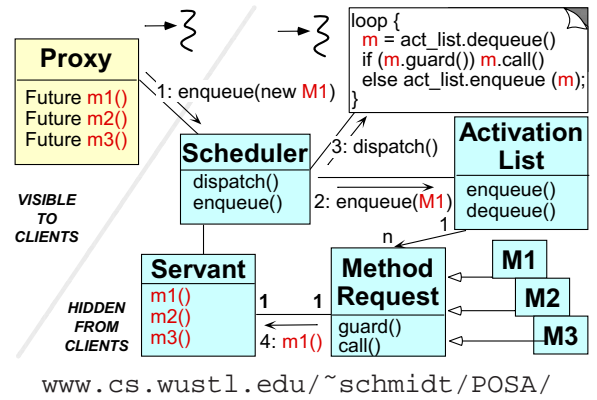 Proxy
Future m1()
Future m2()
Future m3()
1: enqueue(new M1)
loop {
m = act_list.dequeue()
if (m.guard()) m.call()
else act_list.enqueue (m);
}
Scheduler
dispatch()
enqueue()
3: dispatch()
2: enqueue(M1)
Activation
List
enqueue()
dequeue()
1
n
VISIBLE
TO
CLIENTS
HIDDEN
FROM
CLIENTS
Servant
m1()
m2()
m3()
1
1
4: m1()
Method
Request
guard()
call()
M1
M2
M3
www.cs.wustl.edu/~schmidt/POSA/